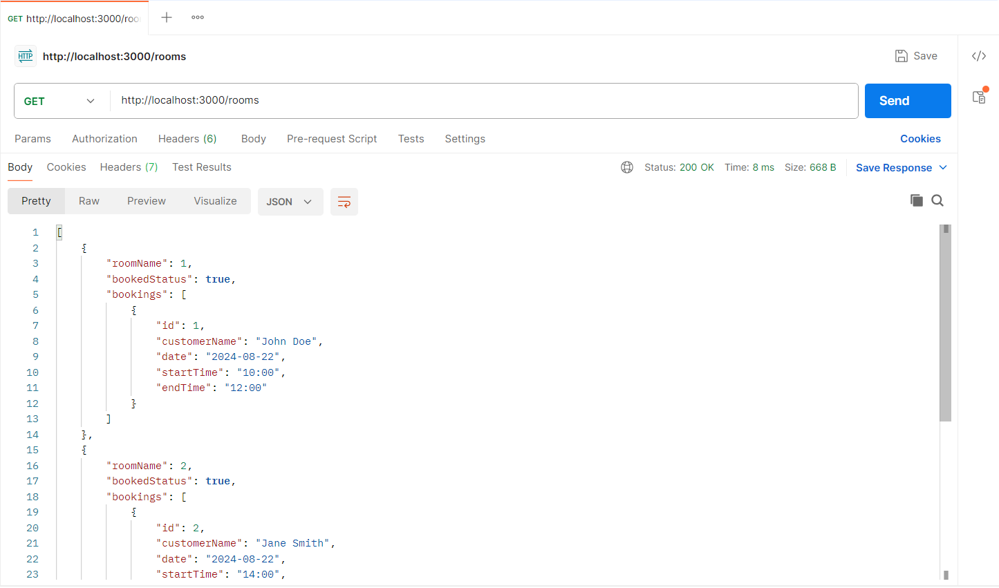 GET http://localhost:3000/roo
HTTP http://localhost:3000/rooms
Save
GET http://localhost:3000/rooms
Send
Params Authorization Headers (6) Body Pre-request Script Tests Settings Cookies
Body Cookies Headers (7) Test Results Status: 200 OK Time: 8 ms Size: 668 B Save Response
Pretty Raw Preview Visualize JSON
1 [
2 {
3 "roomName": 1,
4 "bookedStatus": true,
5 "bookings": [
6 {
7 "id": 1,
8 "customerName": "John Doe",
9 "date": "2024-08-22",
10 "startTime": "10:00",
11 "endTime": "12:00"
12 }
13 ]
14 },
15 {
16 "roomName": 2,
17 "bookedStatus": true,
18 "bookings": [
19 {
20 "id": 2,
21 "customerName": "Jane Smith",
22 "date": "2024-08-22",
23 "startTime": "14:00",